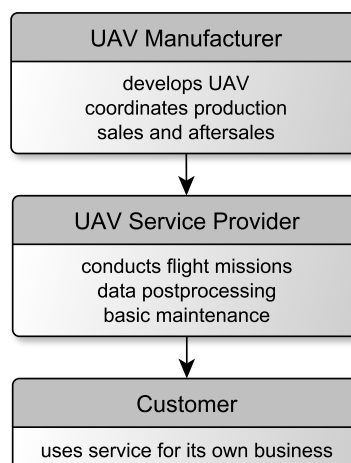 UAV Manufacturer
develops UAV
coordinates production
sales and aftersales
UAV Service Provider
conducts flight missions
data postprocessing
basic maintenance
Customer
uses service for its own business